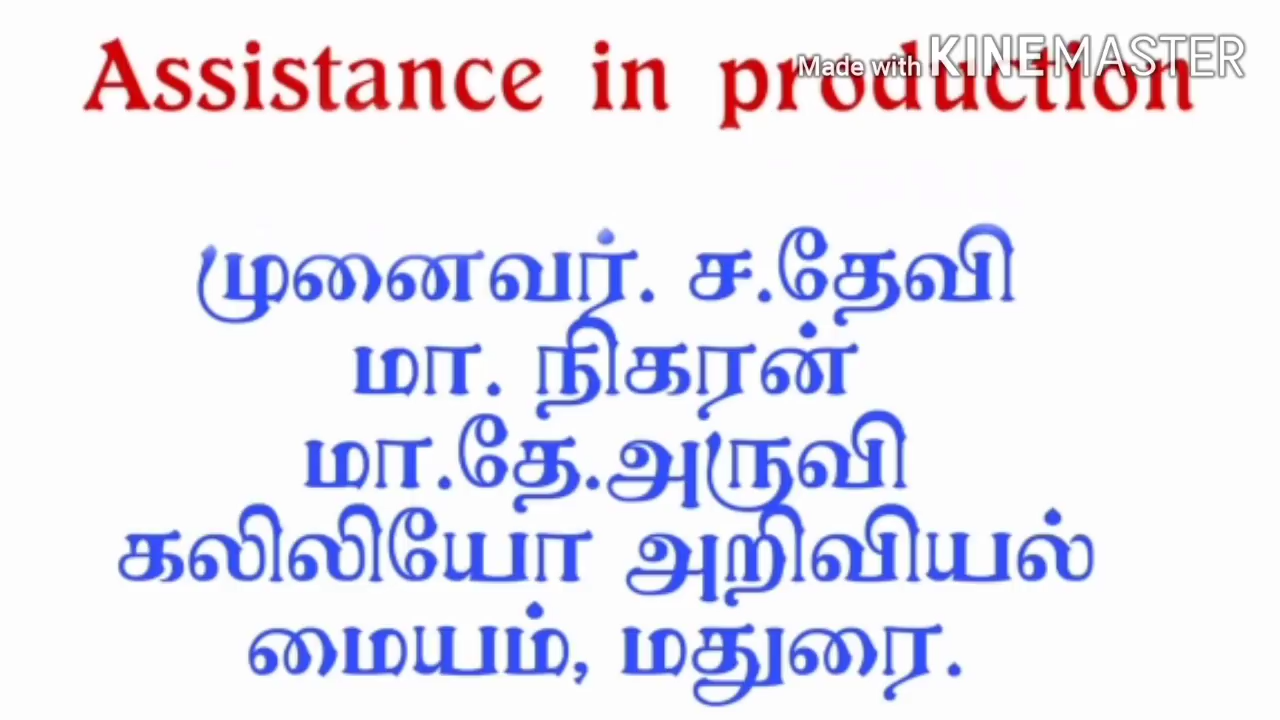 Assistance in production
Made with KINEMASTER
முனைவர். ச.தேவி
மா. நிகரன்
மா.தே.அருவி
கலிலியோ அறிவியல்
மையம், மதுரை.